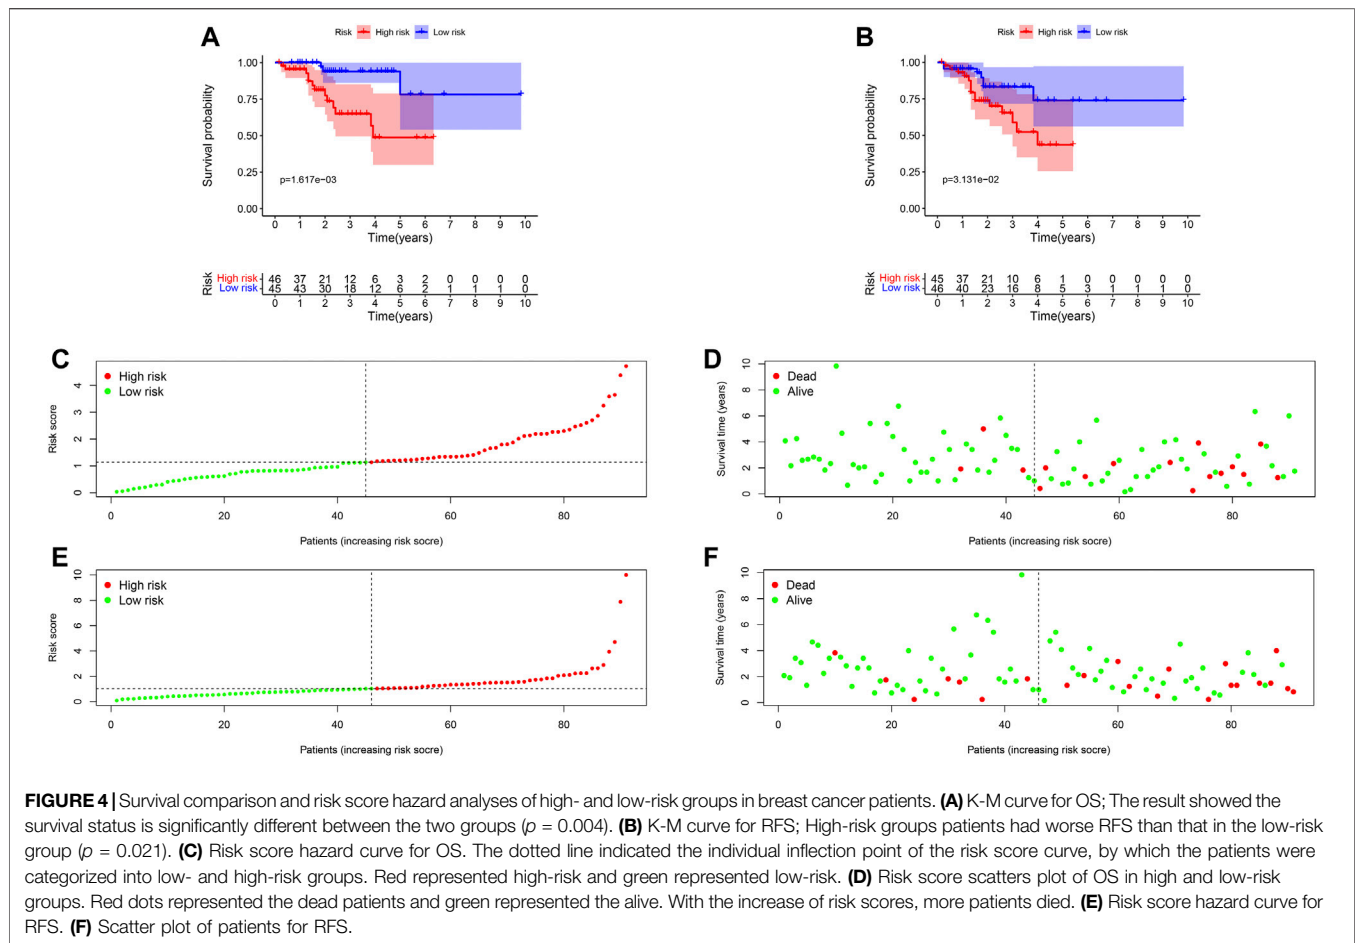 A
Risk High risk Low risk
Survival probability
1.00
0.75
0.50
0.25
0.00
p=1.617e−03
0 1 2 3 4 5 6 7 8 9 10
Time(years)
Risk
High risk 46 37 21 12 6 3 2 0 0 0 0
Low risk 45 43 30 18 12 6 2 1 1 1 0
0 1 2 3 4 5 6 7 8 9 10
Time(years)
B
Risk High risk Low risk
Survival probability
1.00
0.75
0.50
0.25
0.00
p=3.131e−02
0 1 2 3 4 5 6 7 8 9 10
Time(years)
Risk
High risk 45 37 21 10 6 1 0 0 0 0 0
Low risk 46 40 23 16 8 5 3 1 1 1 0
0 1 2 3 4 5 6 7 8 9 10
Time(years)
C
Risk score
4
3
2
1
0
High risk
Low risk
0 20 40 60 80
Patients (increasing risk socre)
D
Survival time (years)
10
8
6
4
2
0
Dead
Alive
0 20 40 60 80
Patients (increasing risk socre)
E
Risk score
10
8
6
4
2
0
High risk
Low risk
0 20 40 60 80
Patients (increasing risk socre)
F
Survival time (years)
10
8
6
4
2
0
Dead
Alive
0 20 40 60 80
Patients (increasing risk socre)
FIGURE 4 | Survival comparison and risk score hazard analyses of high- and low-risk groups in breast cancer patients. (A) K-M curve for OS; The result showed the
survival status is significantly different between the two groups (p = 0.004). (B) K-M curve for RFS; High-risk groups patients had worse RFS than that in the low-risk
group (p = 0.021). (C) Risk score hazard curve for OS. The dotted line indicated the individual inflection point of the risk score curve, by which the patients were
categorized into low- and high-risk groups. Red represented high-risk and green represented low-risk. (D) Risk score scatters plot of OS in high and low-risk
groups. Red dots represented the dead patients and green represented the alive. With the increase of risk scores, more patients died. (E) Risk score hazard curve for
RFS. (F) Scatter plot of patients for RFS.